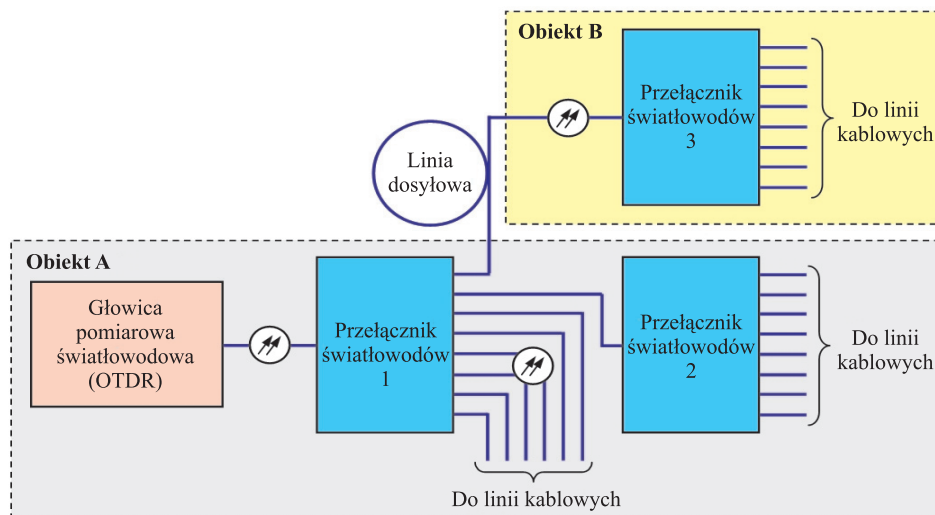 Obiekt B
Przełącznik
światłowodów
3
Do linii
kablowych
Linia
dosyłowa
Obiekt A
Głowica
pomiarowa
światłowodowa
(OTDR)
Przełącznik
światłowodów
1
Przełącznik
światłowodów
2
Do linii
kablowych
Do linii kablowych